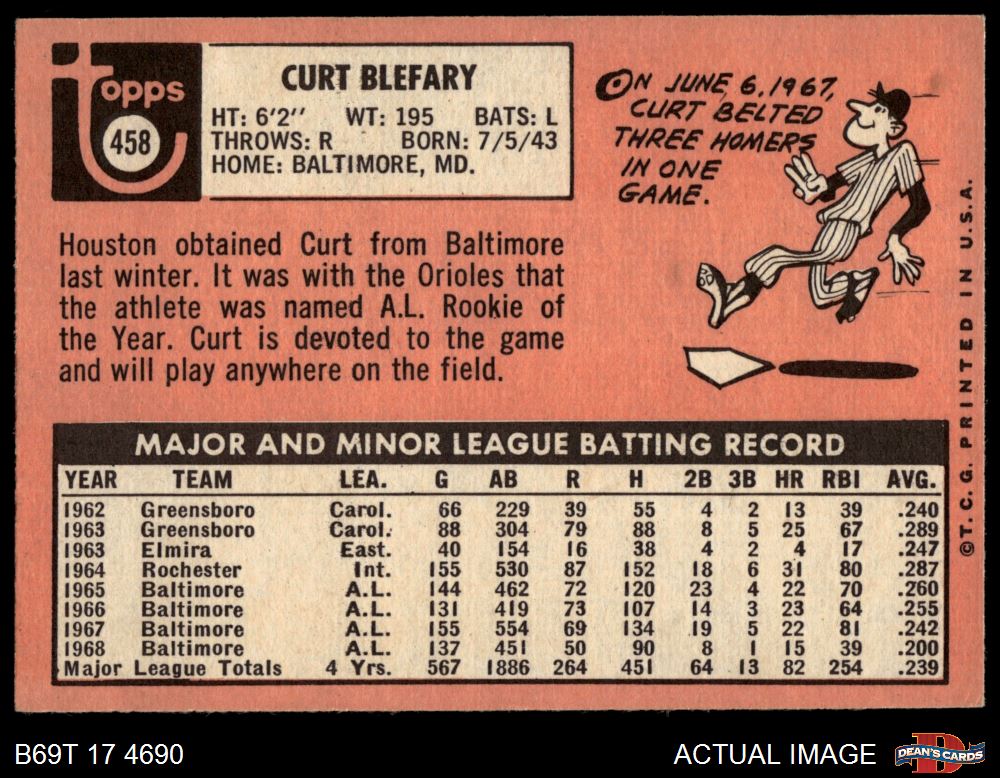 Topps
458
CURT BLEFARY
HT: 6'2" WT: 195 BATS: L
THROWS: R BORN: 7/5/43
HOME: BALTIMORE, MD.
ON JUNE 6, 1967,
CURT BELTED
THREE HOMERS
IN ONE
GAME.
Houston obtained Curt from Baltimore
last winter. It was with the Orioles that
the athlete was named A.L. Rookie of
the Year. Curt is devoted to the game
and will play anywhere on the field.
MAJOR AND MINOR LEAGUE BATTING RECORD
YEAR TEAM LEA. G AB R H 2B 3B HR RBI AVG.
1962 Greensboro Carol. 66 229 39 55 4 2 13 39 .240
1963 Greensboro Carol. 88 304 79 88 8 5 25 67 .289
1963 Elmira East. 40 154 16 38 4 2 4 17 .247
1964 Rochester Int. 155 530 87 152 18 6 31 80 .287
1965 Baltimore A.L. 144 462 72 120 23 4 22 70 .260
1966 Baltimore A.L. 131 419 73 107 14 3 23 64 .255
1967 Baltimore A.L. 155 554 69 134 19 5 22 81 .242
1968 Baltimore A.L. 137 451 50 90 8 1 15 39 .200
Major League Totals 4 Yrs. 567 1886 264 451 64 13 82 254 .239
©T.C.G. PRINTED IN U.S.A.
B69T 17 4690
ACTUAL IMAGE
DEAN'S CARDS